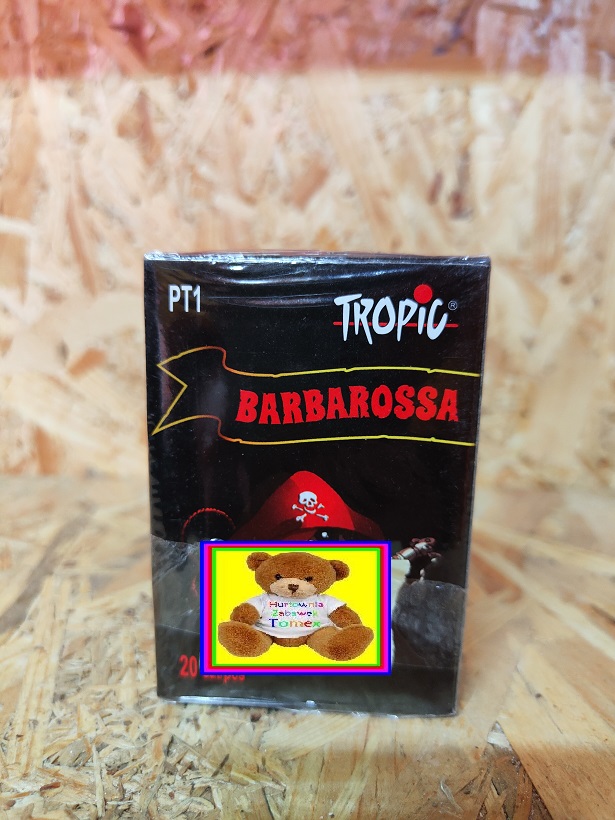 PT1
TROPIC®
BARBAROSSA
Hurtownia
Zabawek
Tomex
20